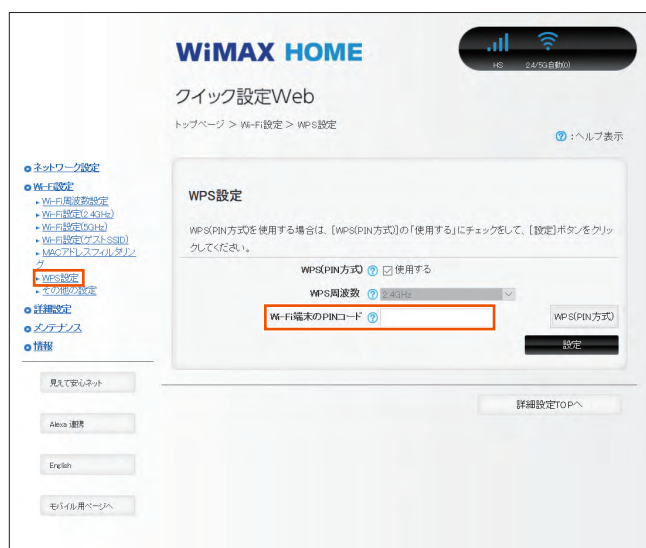 WiMAX HOME
HS 2.4/5G自動(0)
クイック設定Web
トップページ > Wi-Fi設定 > WPS設定
?:ヘルプ表示
ネットワーク設定
Wi-Fi設定
Wi-Fi周波数設定
Wi-Fi設定(2.4GHz)
Wi-Fi設定(5GHz)
Wi-Fi設定(ゲストSSID)
MACアドレスフィルタリン
グ
WPS設定
その他の設定
詳細設定
メンテナンス
情報
見えて安心ネット
Alexa 連携
English
モバイル用ページへ
WPS設定
WPS(PIN方式)を使用する場合は、[WPS(PIN方式)]の「使用する」にチェックをして、[設定]ボタンをクリッ
クしてください。
WPS(PIN方式) ? 使用する
WPS周波数 ? 2.4GHz
Wi-Fi端末のPINコード ? WPS(PIN方式)
設定
詳細設定TOPへ